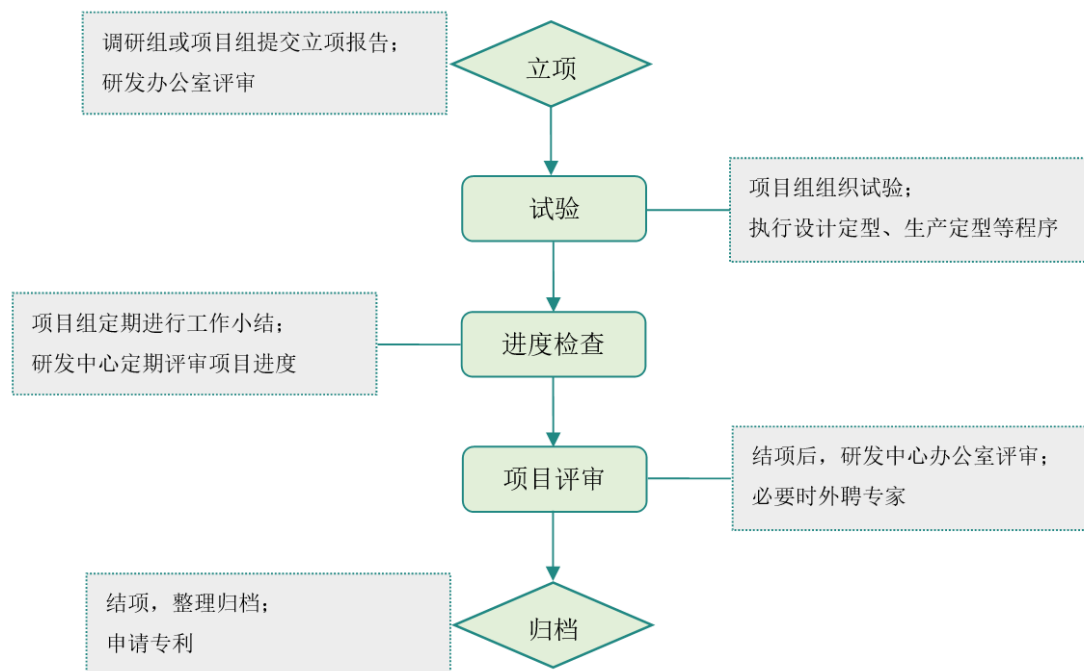 调研组或项目组提交立项报告；
研发办公室评审
立项
试验
项目组组织试验；
执行设计定型、生产定型等程序
项目组定期进行工作小结；
研发中心定期评审项目进度
进度检查
项目评审
结项后，研发中心办公室评审；
必要时外聘专家
结项，整理归档；
申请专利
归档